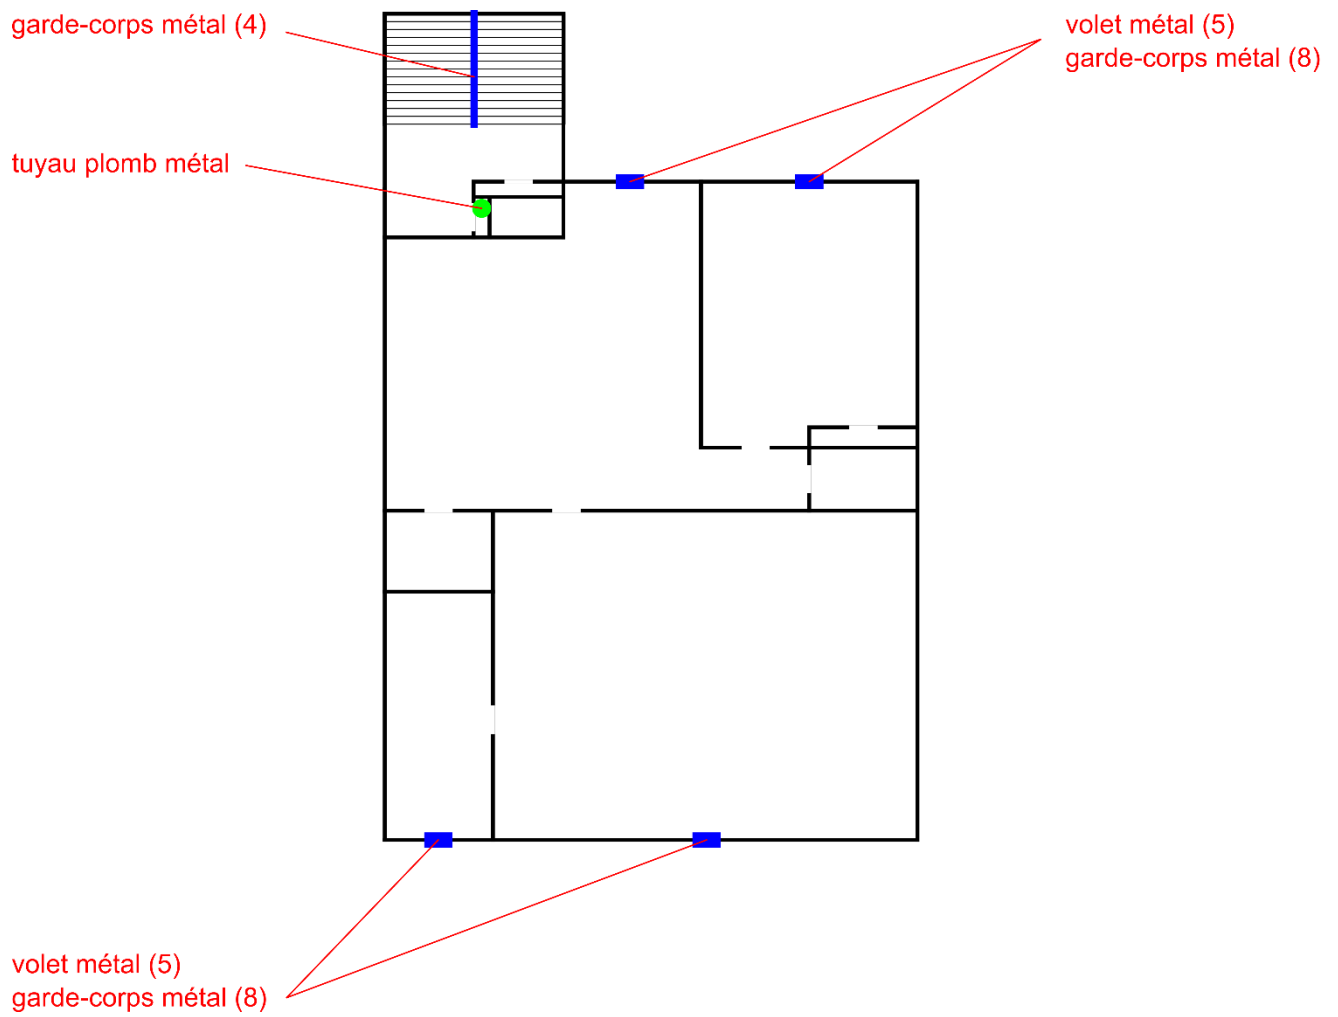 garde-corps métal (4)
volet métal (5)
garde-corps métal (8)
tuyau plomb métal
volet métal (5)
garde-corps métal (8)